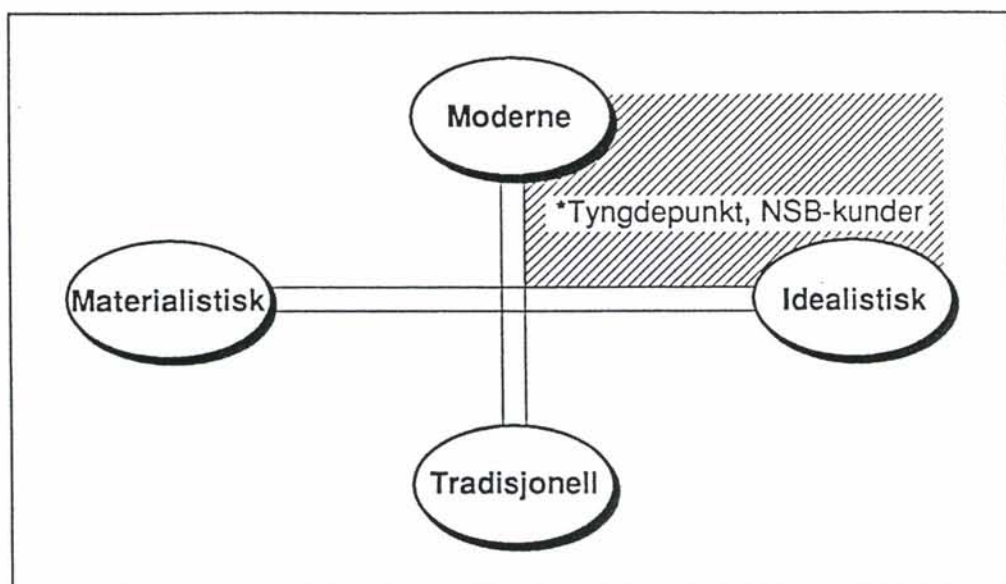 Moderne
*Tyngdepunkt, NSB-kunder
Materialistisk
Idealistisk
Tradisjonell